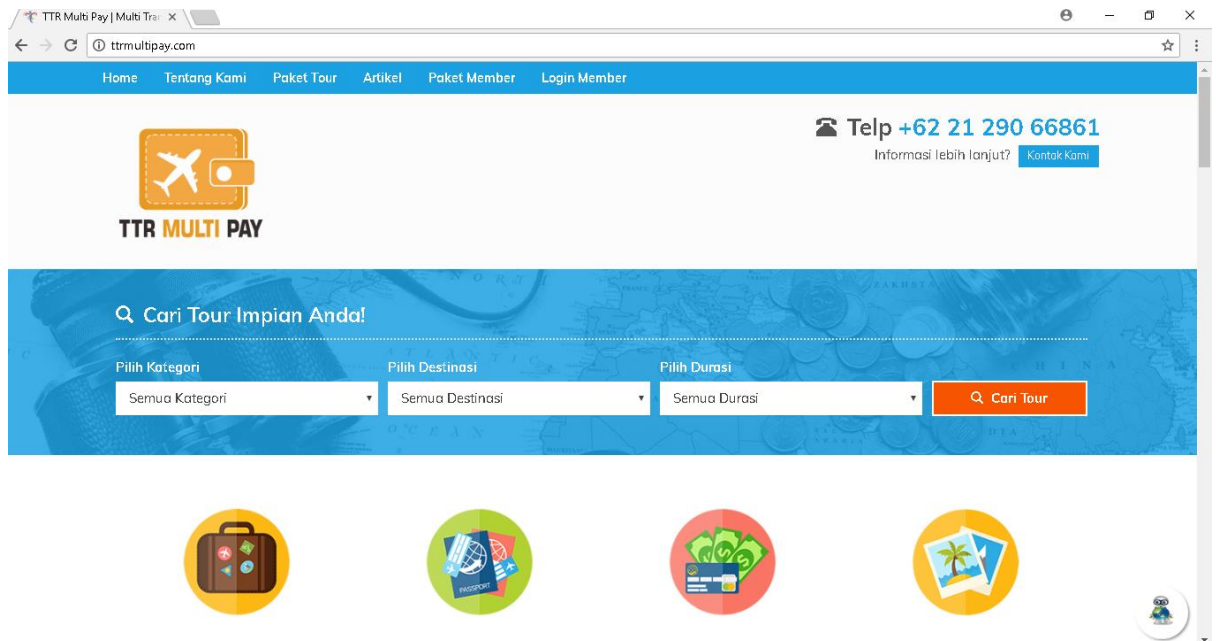 TTR Multi Pay | Multi Tra
ttrmultipay.com
Home Tentang Kami Paket Tour Artikel Paket Member Login Member
Telp +62 21 290 66861
Informasi lebih lanjut? Kontak Kami
TTR MULTI PAY
Cari Tour Impian Anda!
Pilih Kategori Pilih Destinasi Pilih Durasi
Semua Kategori Semua Destinasi Semua Durasi Cari Tour
PASSPORT